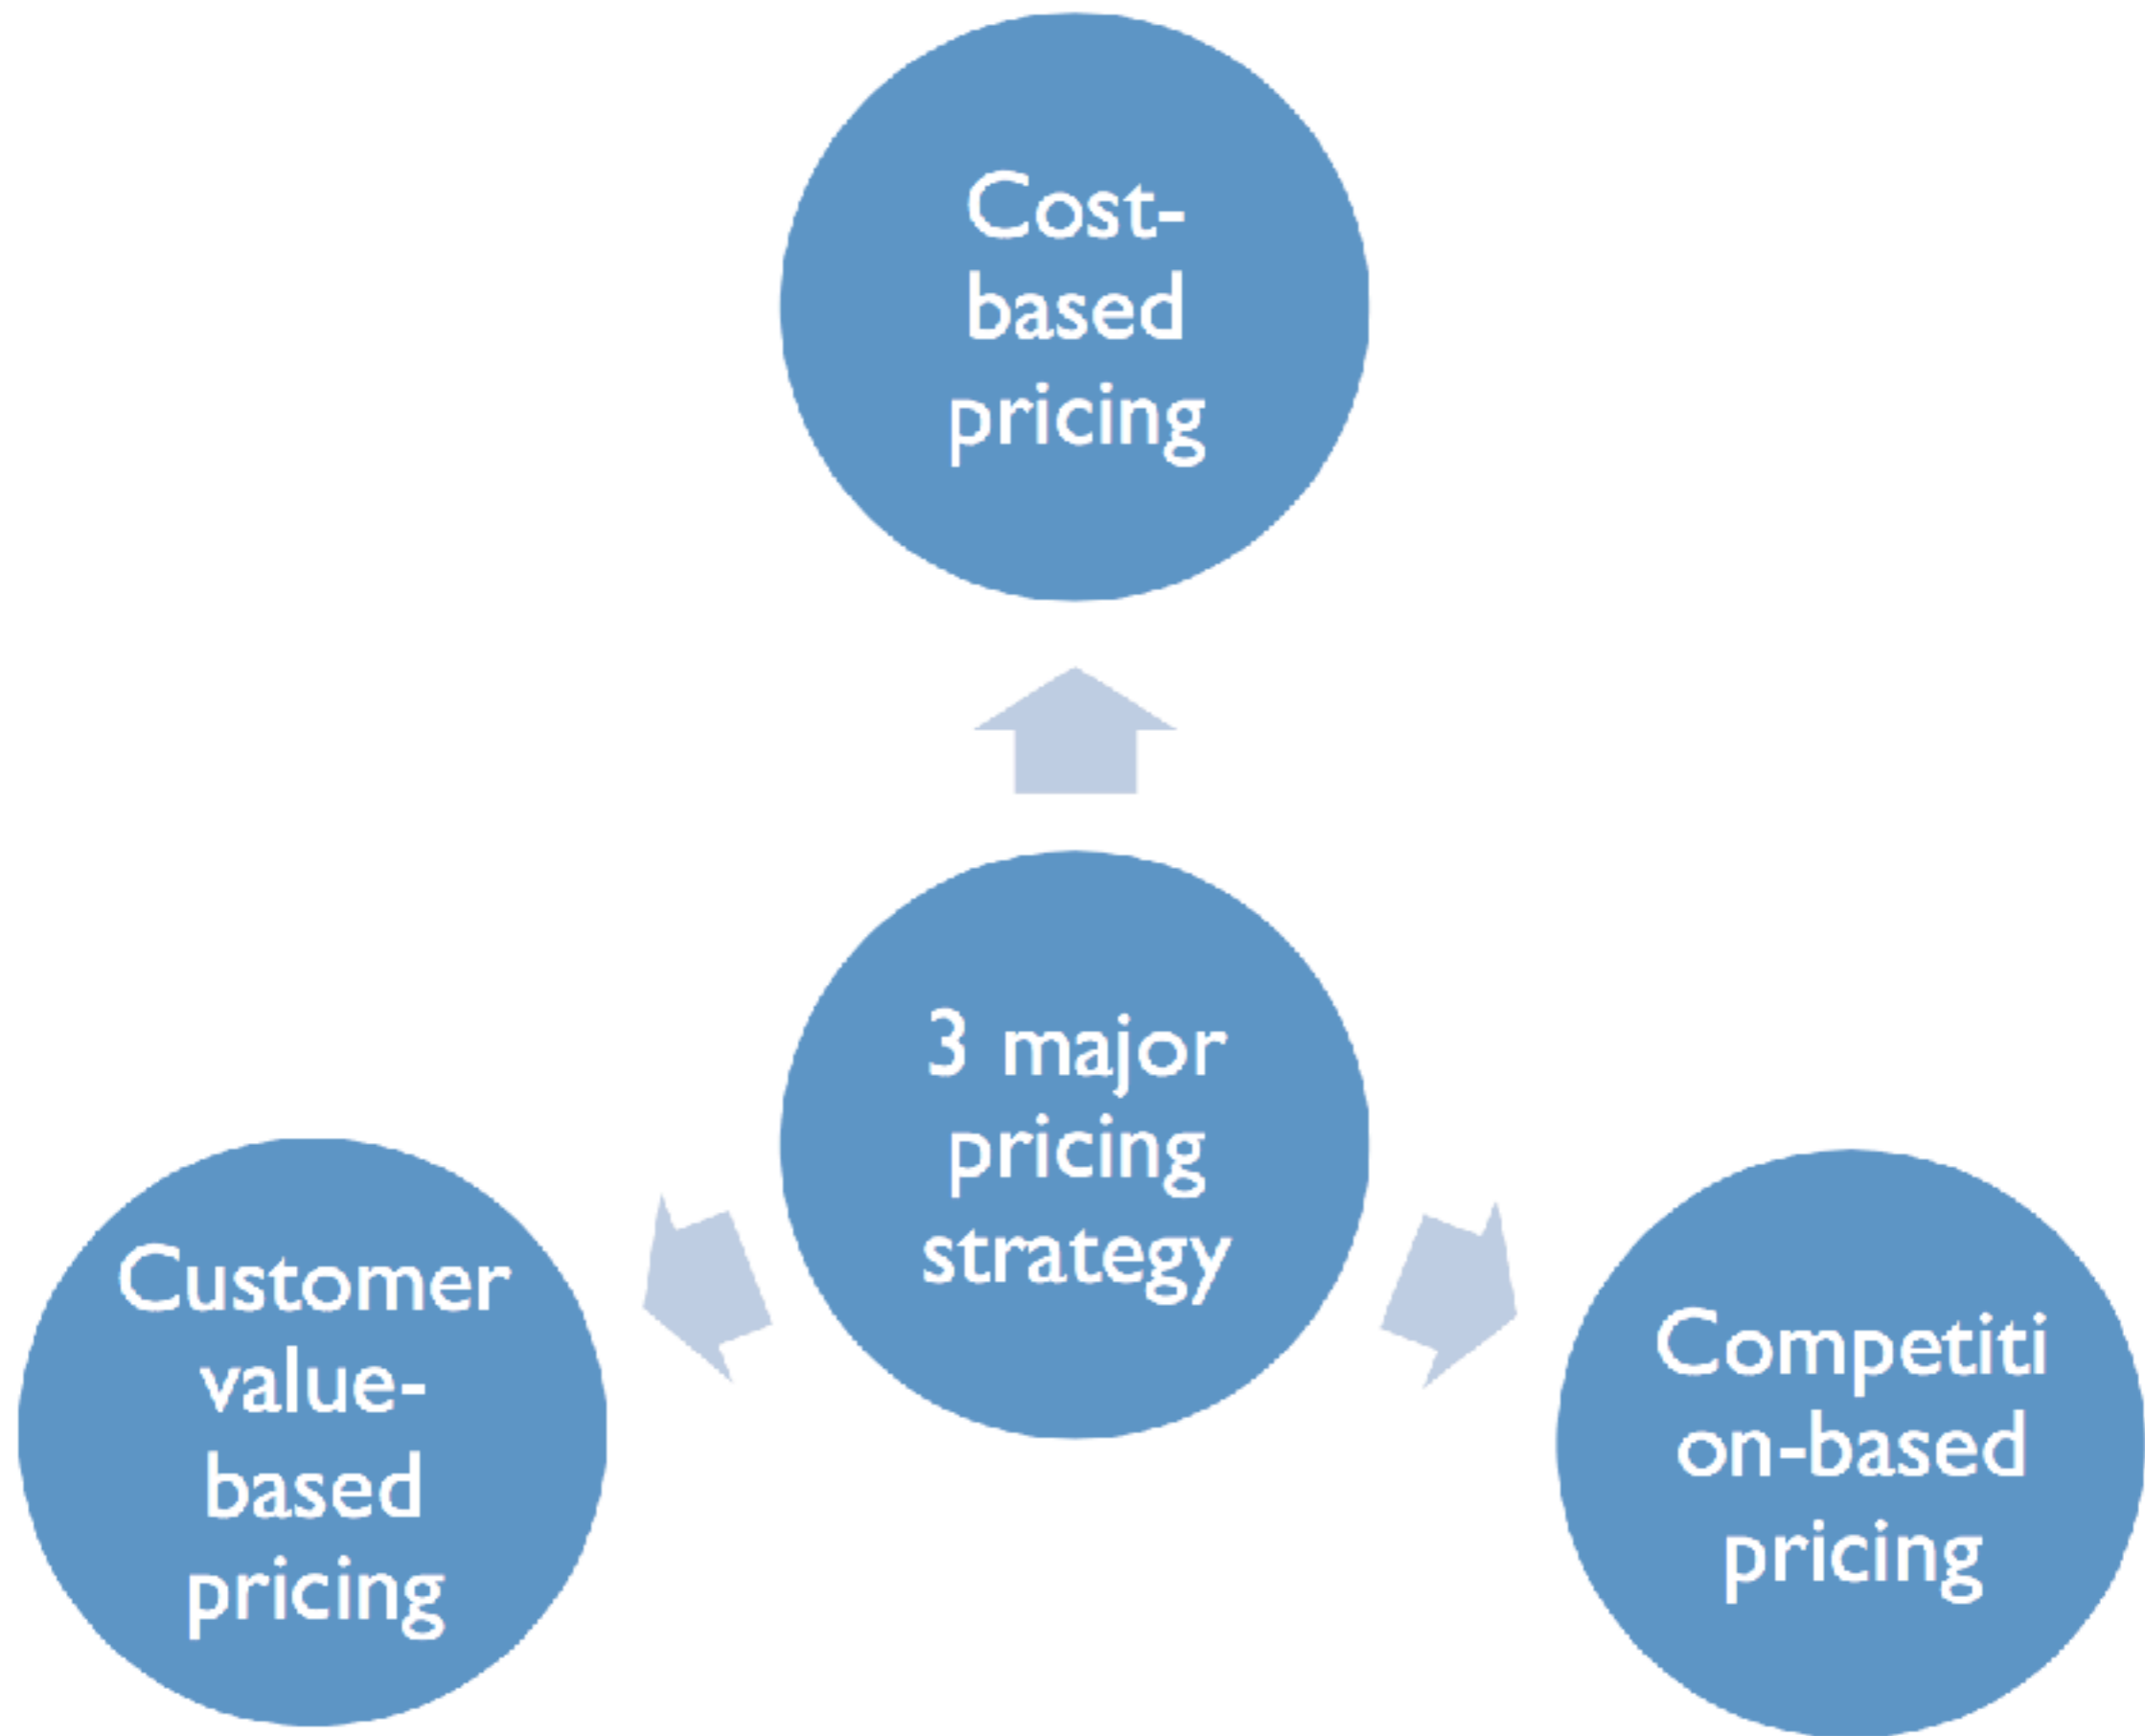 Cost-
based
pricing
3 major
pricing
strategy
Customer
value-
based
pricing
Competiti
on-based
pricing